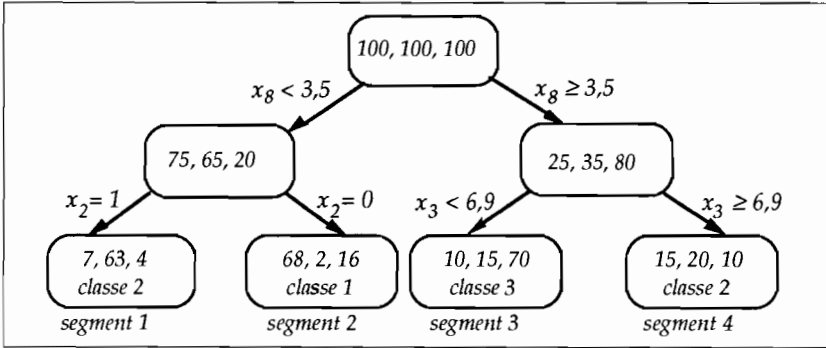 100, 100, 100
x8 < 3,5
x8 ≥ 3,5
75, 65, 20
25, 35, 80
x2= 1
x2= 0
x3 < 6,9
x3 ≥ 6,9
7, 63, 4
classe 2
68, 2, 16
classe 1
10, 15, 70
classe 3
15, 20, 10
classe 2
segment 1
segment 2
segment 3
segment 4